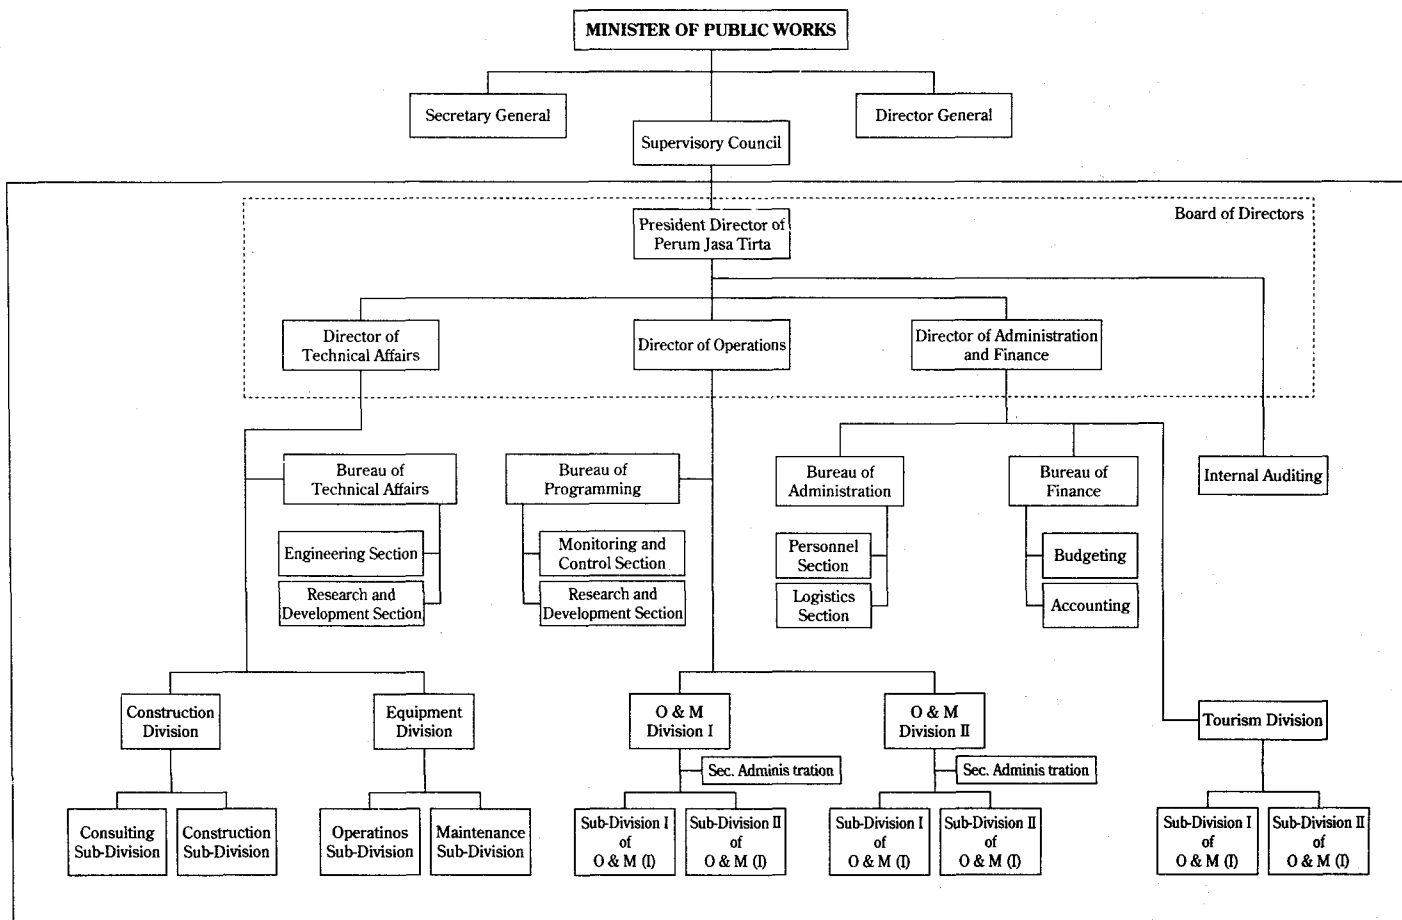 MINISTER OF PUBLIC WORKS
Secretary General
Director General
Supervisory Council
Board of Directors
President Director of
Perum Jasa Tirta
Director of
Technical Affairs
Director of Operations
Director of Administration
and Finance
Bureau of
Technical Affairs
Bureau of
Programming
Bureau of
Administration
Bureau of
Finance
Internal Auditing
Engineering Section
Research and
Development Section
Monitoring and
Control Section
Research and
Development Section
Personnel
Section
Logistics
Section
Budgeting
Accounting
Construction
Division
Equipment
Division
O & M
Division I
O & M
Division II
Tourism Division
Sec. Adminis tration
Sec. Adminis tration
Consulting
Sub-Division
Construction
Sub-Division
Operatinos
Sub-Division
Maintenance
Sub-Division
Sub-Division I
of
O & M (I)
Sub-Division II
of
O & M (I)
Sub-Division I
of
O & M (I)
Sub-Division II
of
O & M (I)
Sub-Division I
of
O & M (I)
Sub-Division II
of
O & M (I)